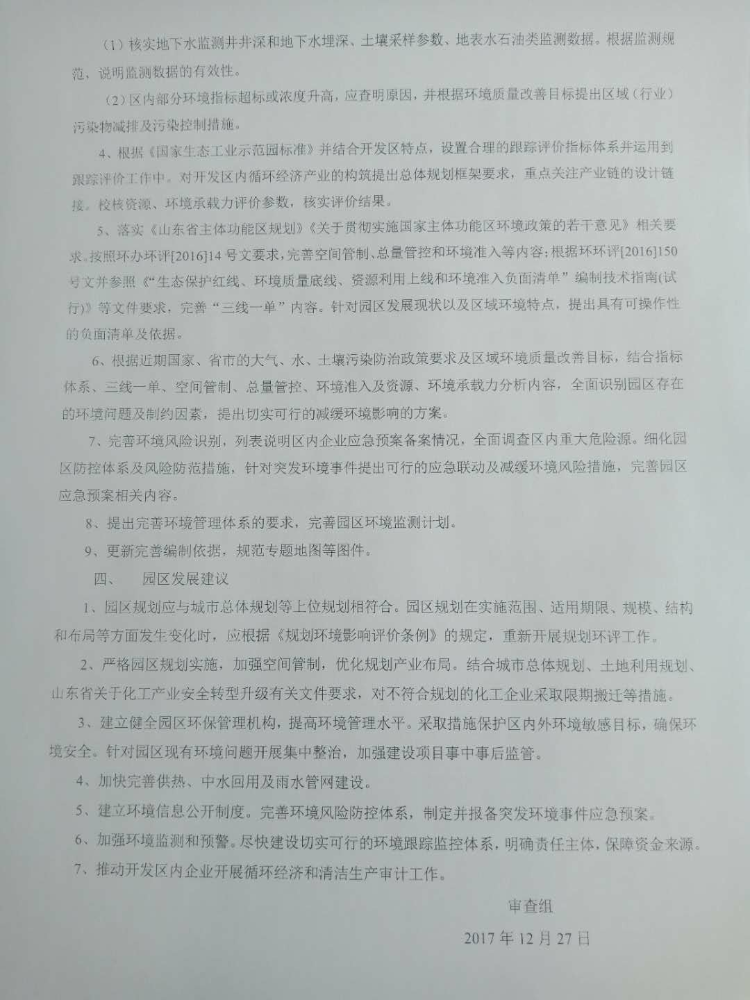 （1）核实地下水监测井井深和地下水埋深、土壤采样参数、地表水石油类监测数据。根据监测规
范，说明监测数据的有效性。
（2）区内部分环境指标超标或浓度升高，应查明原因，并根据环境质量改善目标提出区域（行业）
污染物减排及污染控制措施。
4、根据《国家生态工业示范园标准》并结合开发区特点，设置合理的跟踪评价指标体系并运用到
跟踪评价工作中。对开发区内循环经济产业的构筑提出总体规划框架要求，重点关注产业链的设计链
接。校核资源、环境承载力评价参数，核实评价结果。
5、落实《山东省主体功能区规划》《关于贯彻实施国家主体功能区环境政策的若干意见》相关要
求。按照环办环评[2016]14号文要求，完善空间管制、总量管控和环境准入等内容；根据环环评[2016]150
号文并参照《“生态保护红线、环境质量底线、资源利用上线和环境准入负面清单”编制技术指南(试
行)》等文件要求，完善“三线一单”内容。针对园区发展现状以及区域环境特点，提出具有可操作性
的负面清单及依据。
6、根据近期国家、省市的大气、水、土壤污染防治政策要求及区域环境质量改善目标，结合指标
体系、三线一单、空间管制、总量管控、环境准入及资源、环境承载力分析内容，全面识别园区存在
的环境问题及制约因素，提出切实可行的减缓环境影响的方案。
7、完善环境风险识别，列表说明区内企业应急预案备案情况，全面调查区内重大危险源。细化园
区防控体系及风险防范措施，针对突发环境事件提出可行的应急联动及减缓环境风险措施，完善园区
应急预案相关内容。
8、提出完善环境管理体系的要求，完善园区环境监测计划。
9、更新完善编制依据，规范专题地图等图件。
四、 园区发展建议
1、园区规划应与城市总体规划等上位规划相符合。园区规划在实施范围、适用期限、规模、结构
和布局等方面发生变化时，应根据《规划环境影响评价条例》的规定，重新开展规划环评工作。
2、严格园区规划实施，加强空间管制，优化规划产业布局。结合城市总体规划、土地利用规划、
山东省关于化工产业安全转型升级有关文件要求，对不符合规划的化工企业采取限期搬迁等措施。
3、建立健全园区环保管理机构，提高环境管理水平。采取措施保护区内外环境敏感目标，确保环
境安全。针对园区现有环境问题开展集中整治，加强建设项目事中事后监管。
4、加快完善供热、中水回用及雨水管网建设。
5、建立环境信息公开制度。完善环境风险防控体系，制定并报备突发环境事件应急预案。
6、加强环境监测和预警。尽快建设切实可行的环境跟踪监控体系，明确责任主体，保障资金来源。
7、推动开发区内企业开展循环经济和清洁生产审计工作。
审查组
2017年12月27日